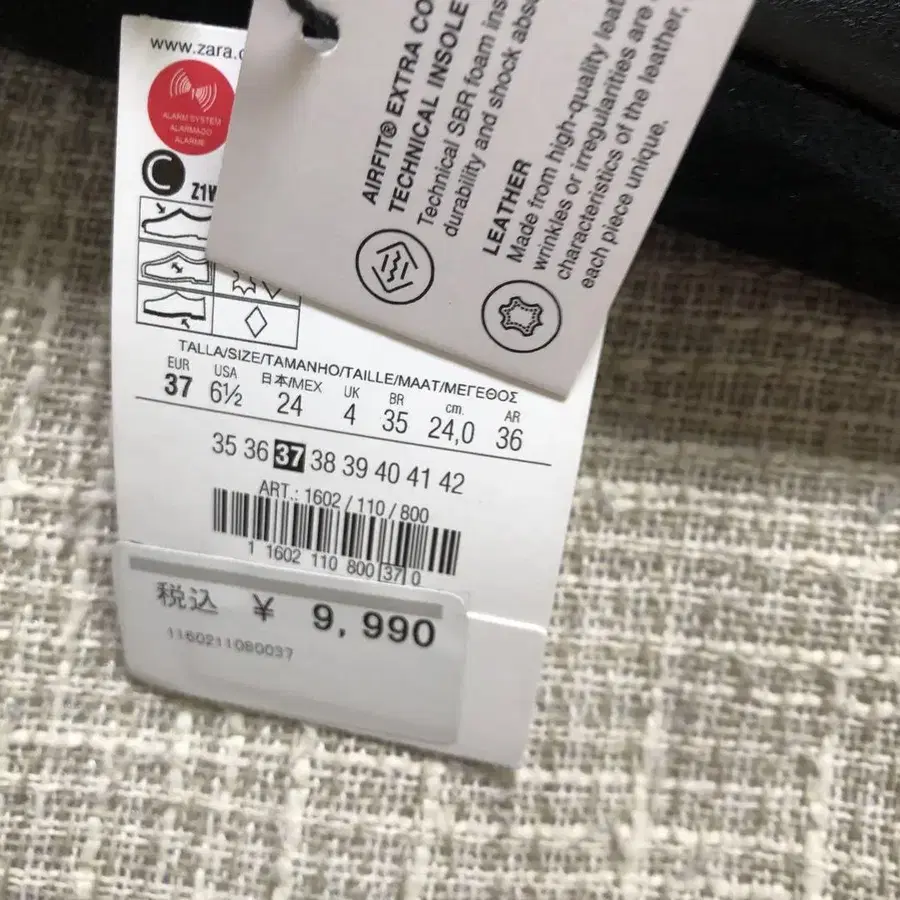 www.zara.c
ALARM SYSTEM
ALARMAGO
ALARME
AIRFIT® EXTRA CO
TECHNICAL INSOLE
Technical SBR foam ins
durability and shock abs
LEATHER
Made from high-quality leat
wrinkles or irregularities are
characteristics of the leather,
each piece unique.
TALLA/SIZE/TAMANHO/TAILLE/MAAT/ΜΕΓΕΘΟΣ
EUR USA 日本/MEX UK BR cm. AR
37 6½ 24 4 35 24,0 36
35 36 37 38 39 40 41 42
ART.: 1602/110/800
1 1602 110 800 37 0
税込 ¥ 9,990
1160211080037